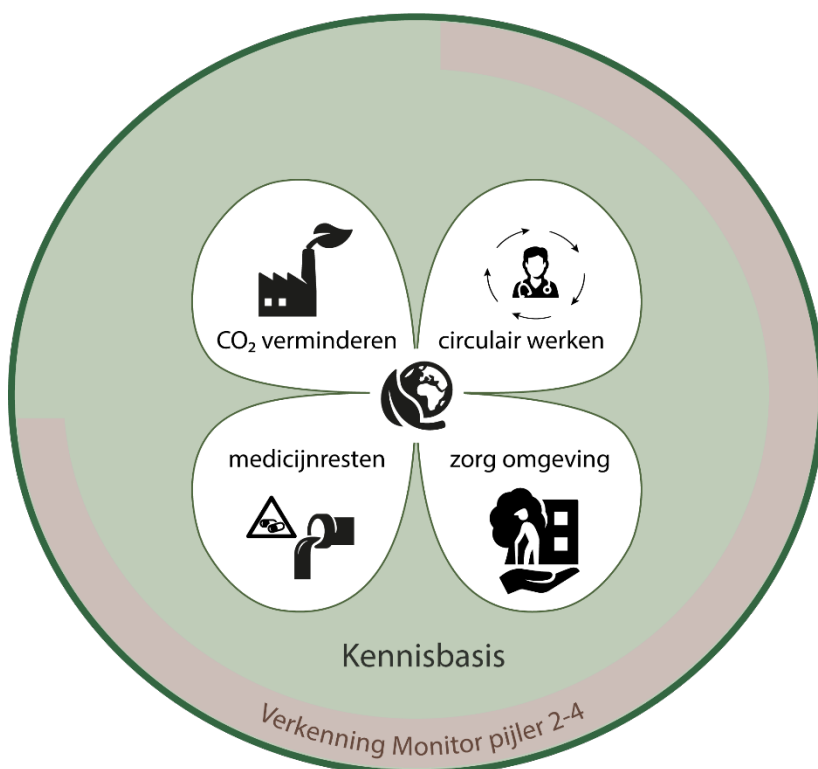 CO₂ verminderen
circulair werken
medicijnresten
zorg omgeving
Kennisbasis
Verkenning Monitor pijler 2-4